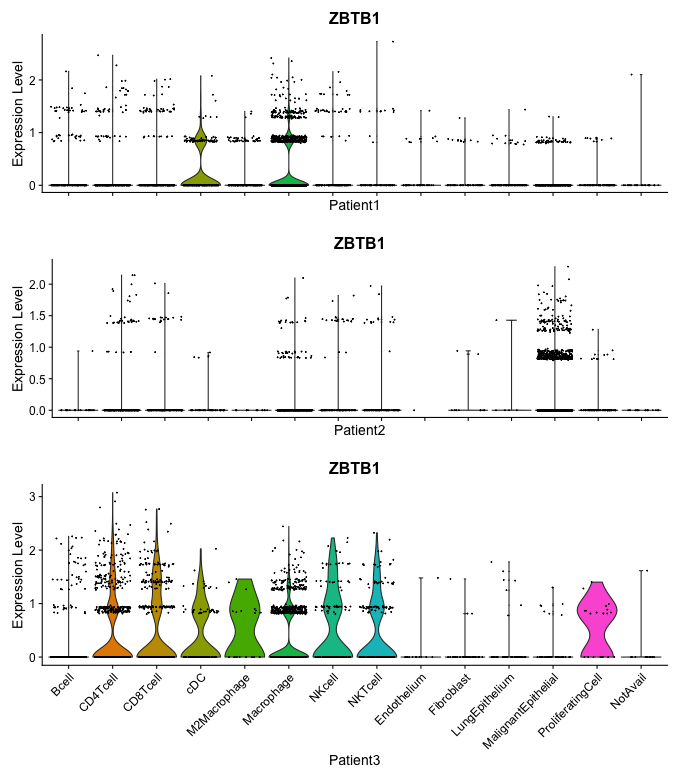 ZBTB1
Expression Level
2
1
0
Patient1
ZBTB1
Expression Level
2.0
1.5
1.0
0.5
0.0
Patient2
ZBTB1
Expression Level
3
2
1
0
Bcell
CD4Tcell
CD8Tcell
cDC
M2Macrophage
Macrophage
NKcell
NKTcell
Endothelium
Fibroblast
LungEpithelium
MalignantEpithelial
ProliferatingCell
NotAvail
Patient3